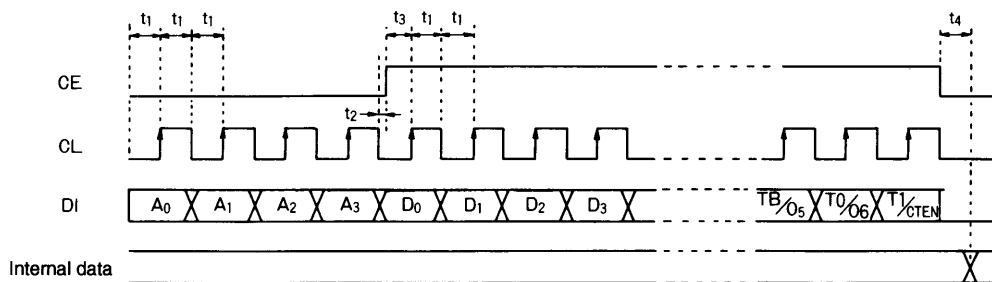 t₁ t₁ t₁ t₃ t₁ t₁ t₄
CE
t₂
CL
DI A₀ A₁ A₂ A₃ D₀ D₁ D₂ D₃ TB/O₅ T0/O6 T1/CTEN
Internal data